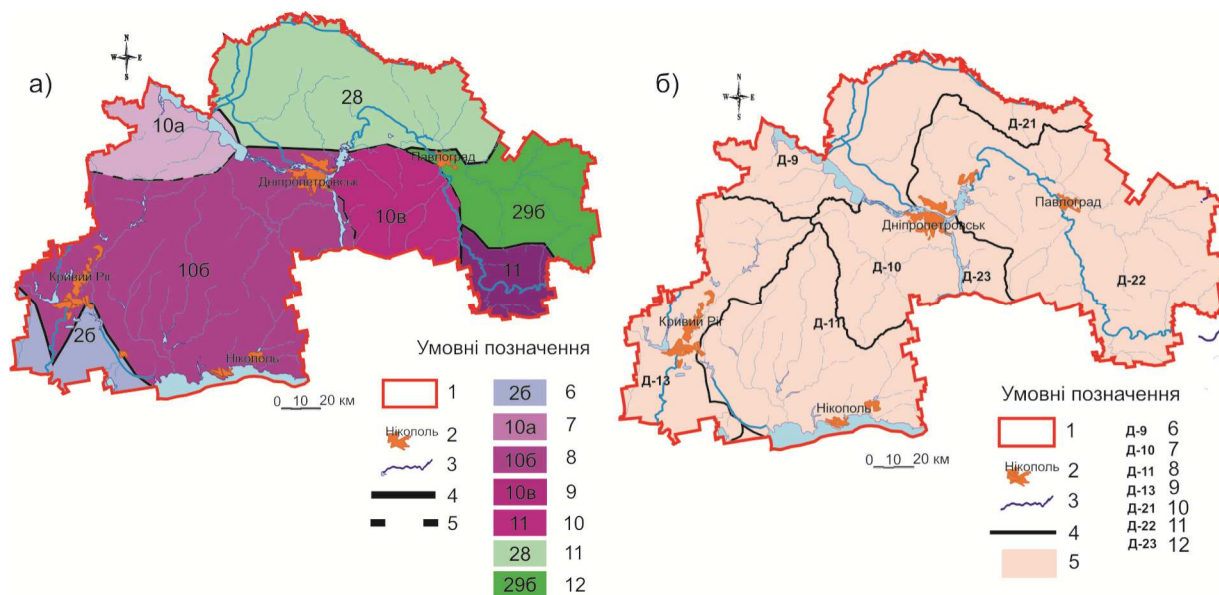 а)
N
W E
S
28
10а
Павлоград
Дніпропетровськ
29б
10в
10б
11
Кривий Ріг
2б
Нікополь
0 10 20 км
Умовні позначення
1
Нікополь 2
3
4
5
2б 6
10а 7
10б 8
10в 9
11 10
28 11
29б 12
б)
N
W E
S
Д-21
Д-9
Павлоград
Дніпропетровськ
Д-10
Д-23
Д-22
Кривий Ріг
Д-11
Д-13
Нікополь
0 10 20 км
Умовні позначення
1
Нікополь 2
3
4
5
Д-9 6
Д-10 7
Д-11 8
Д-13 9
Д-21 10
Д-22 11
Д-23 12